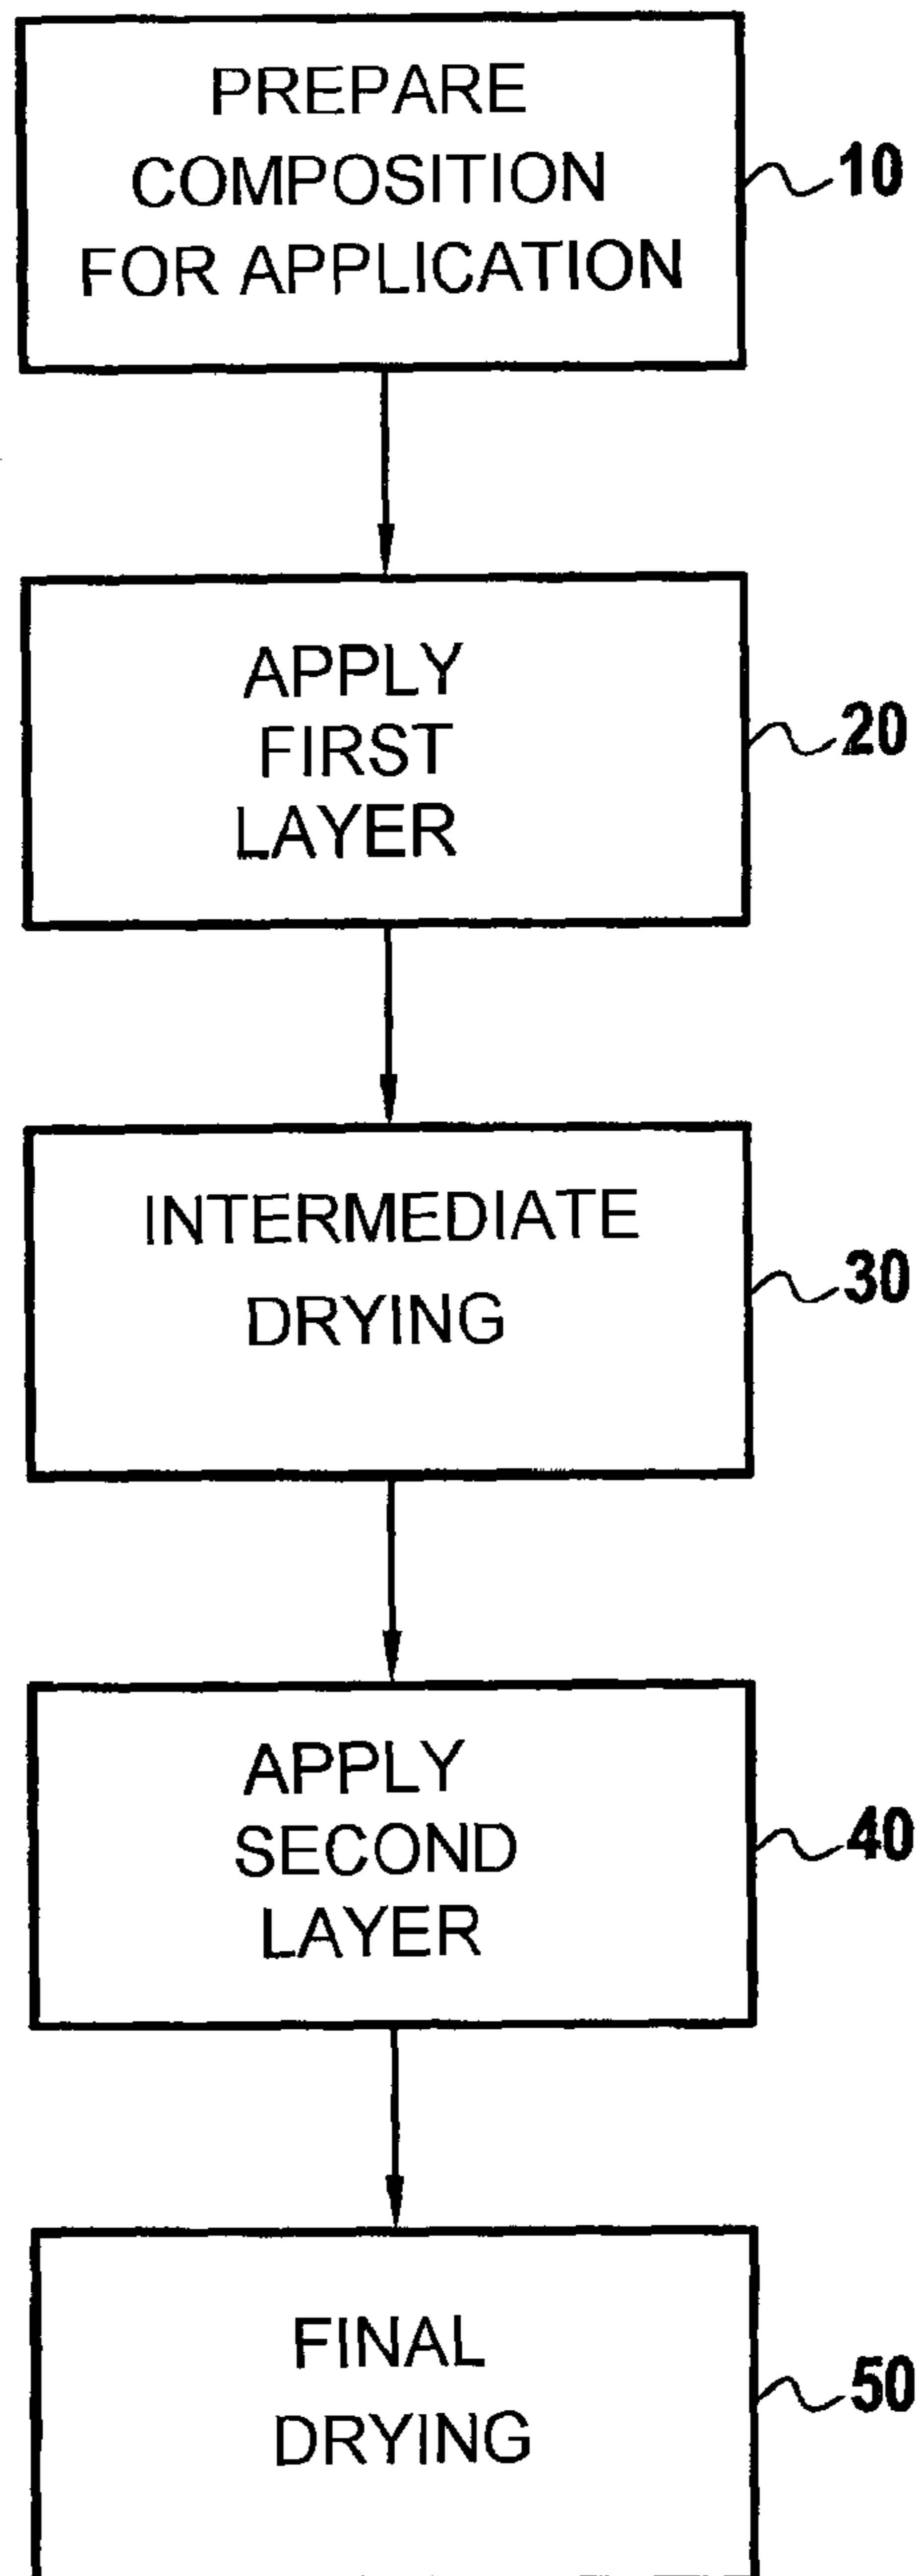 PREPARE
COMPOSITION
FOR APPLICATION
10
APPLY
FIRST
LAYER
20
INTERMEDIATE
DRYING
30
APPLY
SECOND
LAYER
40
FINAL
DRYING
50